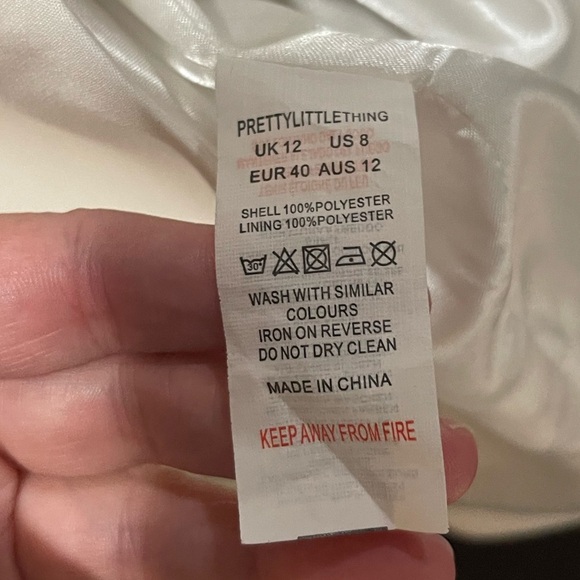 PRETTYLITTLETHING
UK 12 US 8
EUR 40 AUS 12
SHELL 100%POLYESTER
LINING 100%POLYESTER
30°
WASH WITH SIMILAR
COLOURS
IRON ON REVERSE
DO NOT DRY CLEAN
MADE IN CHINA
KEEP AWAY FROM FIRE